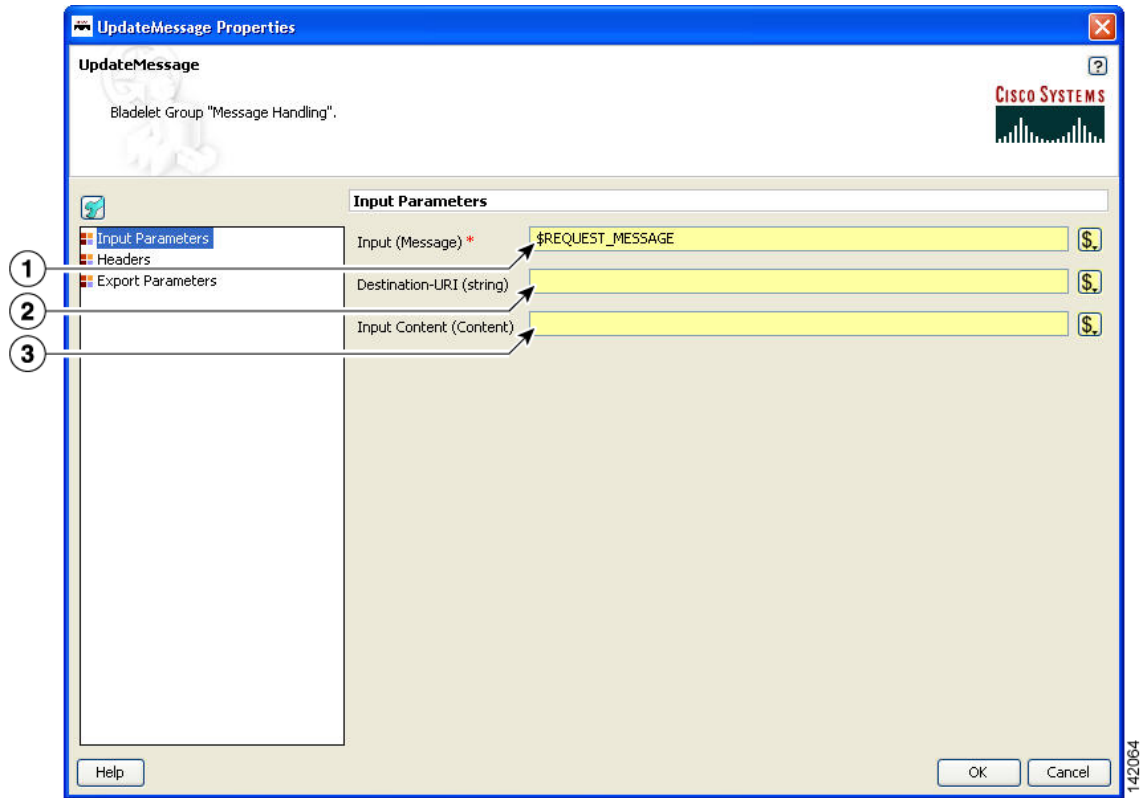 UpdateMessage Properties
UpdateMessage
?
Bladelet Group "Message Handling".
CISCO SYSTEMS
Input Parameters
Headers
Export Parameters
Input Parameters
1
Input (Message) *
$REQUEST_MESSAGE
$
2
Destination-URI (string)
$
3
Input Content (Content)
$
Help
OK
Cancel
142064